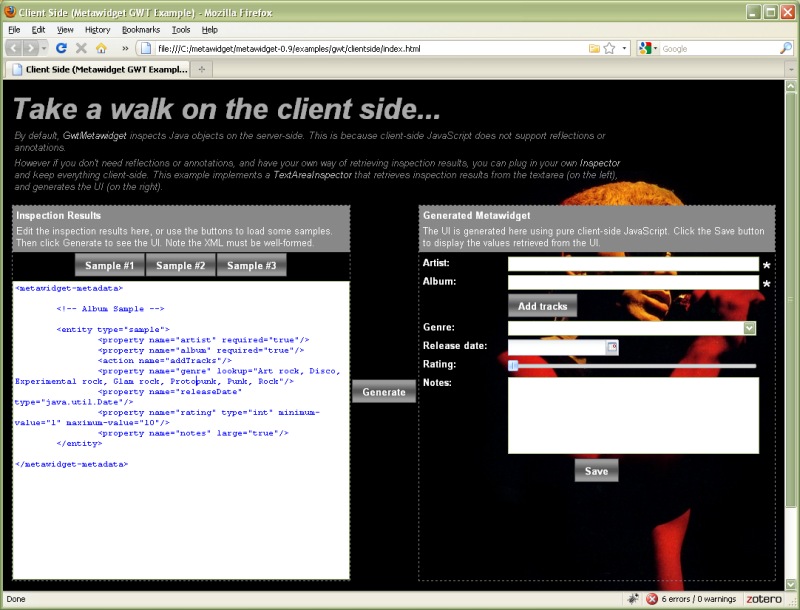 Client Side (Metawidget GWT Example) - Mozilla Firefox
File Edit View History Bookmarks Tools Help
file:///C:/metawidget/metawidget-0.9/examples/gwt/clientside/index.html
Google
Client Side (Metawidget GWT Exampl...
Take a walk on the client side...
By default, GwtMetawidget inspects Java objects on the server-side. This is because client-side JavaScript does not support reflections or
annotations.
However if you don't need reflections or annotations, and have your own way of retrieving inspection results, you can plug in your own Inspector
and keep everything client-side. This example implements a TextAreaInspector that retrieves inspection results from the textarea (on the left),
and generates the UI (on the right).
Inspection Results
Edit the inspection results here, or use the buttons to load some samples.
Then click Generate to see the UI. Note the XML must be well-formed.
Sample #1 Sample #2 Sample #3
<metawidget-metadata>
<!-- Album Sample -->
<entity type="sample">
<property name="artist" required="true"/>
<property name="album" required="true"/>
<action name="addTracks"/>
<property name="genre" lookup="Art rock, Disco,
Experimental rock, Glam rock, Protopunk, Punk, Rock"/>
<property name="releaseDate"
type="java.util.Date"/>
<property name="rating" type="int" minimum-
value="1" maximum-value="10"/>
<property name="notes" large="true"/>
</entity>
</metawidget-metadata>
Generate
Generated Metawidget
The UI is generated here using pure client-side JavaScript. Click the Save button
to display the values retrieved from the UI.
Artist: *
Album: *
Add tracks
Genre:
Release date:
Rating:
Notes:
Save
Done
6 errors / 0 warnings
zotero